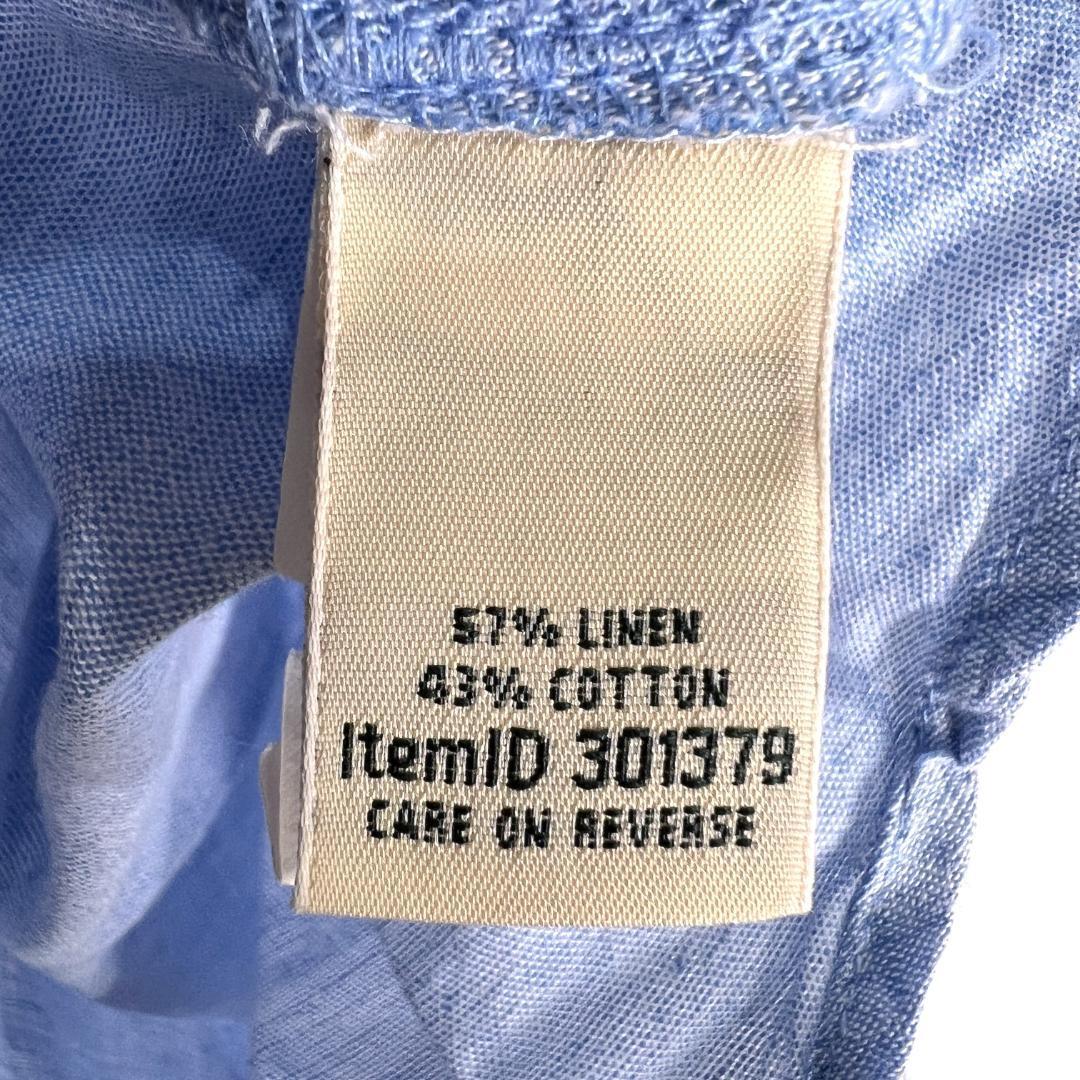 57% LINEN
43% COTTON
ItemID 301379
CARE ON REVERSE